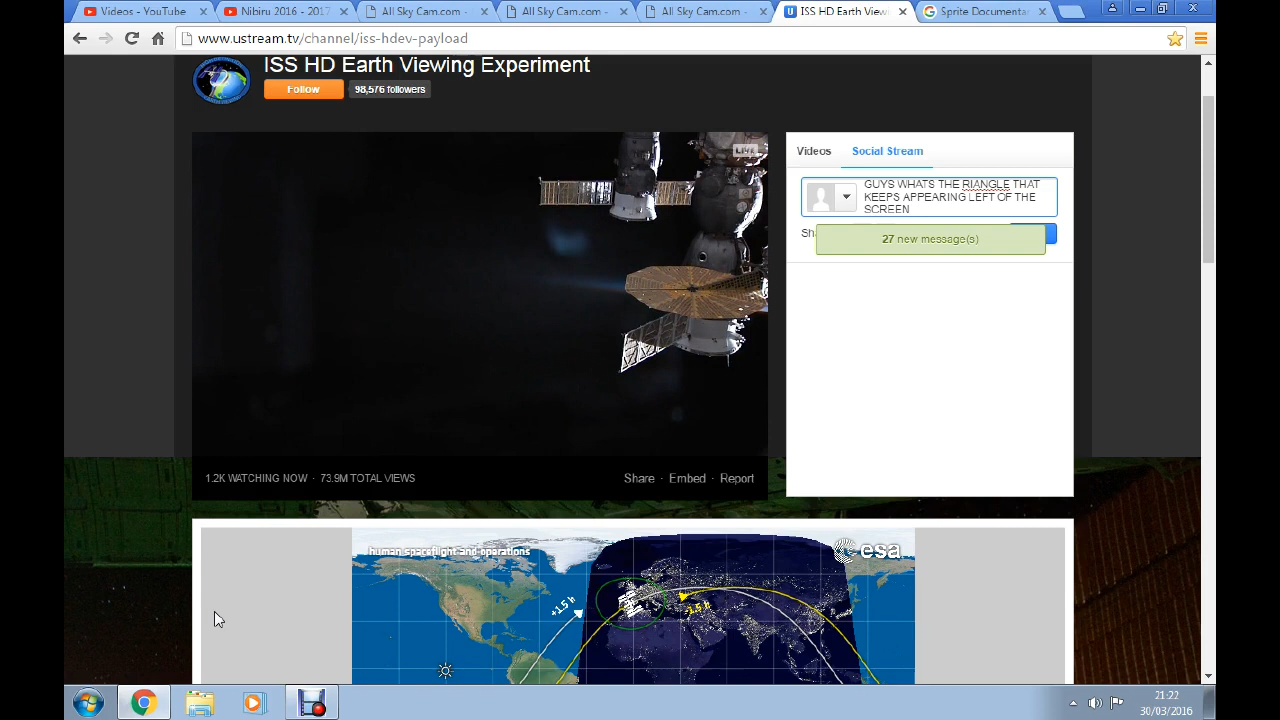 Videos - YouTube
Nibiru 2016 - 2017
All Sky Cam.com -
All Sky Cam.com -
All Sky Cam.com -
ISS HD Earth View
Sprite Documentar
www.ustream.tv/channel/iss-hdev-payload
ISS HD Earth Viewing Experiment
Follow
98,576 followers
LIVE
Videos
Social Stream
GUYS WHATS THE RIANGLE THAT
KEEPS APPEARING LEFT OF THE
SCREEN
Sha
27 new message(s)
1.2K WATCHING NOW · 73.9M TOTAL VIEWS
Share · Embed · Report
human spaceflight and operations
esa
+1.5 h
-1.5 h
21:22
30/03/2016